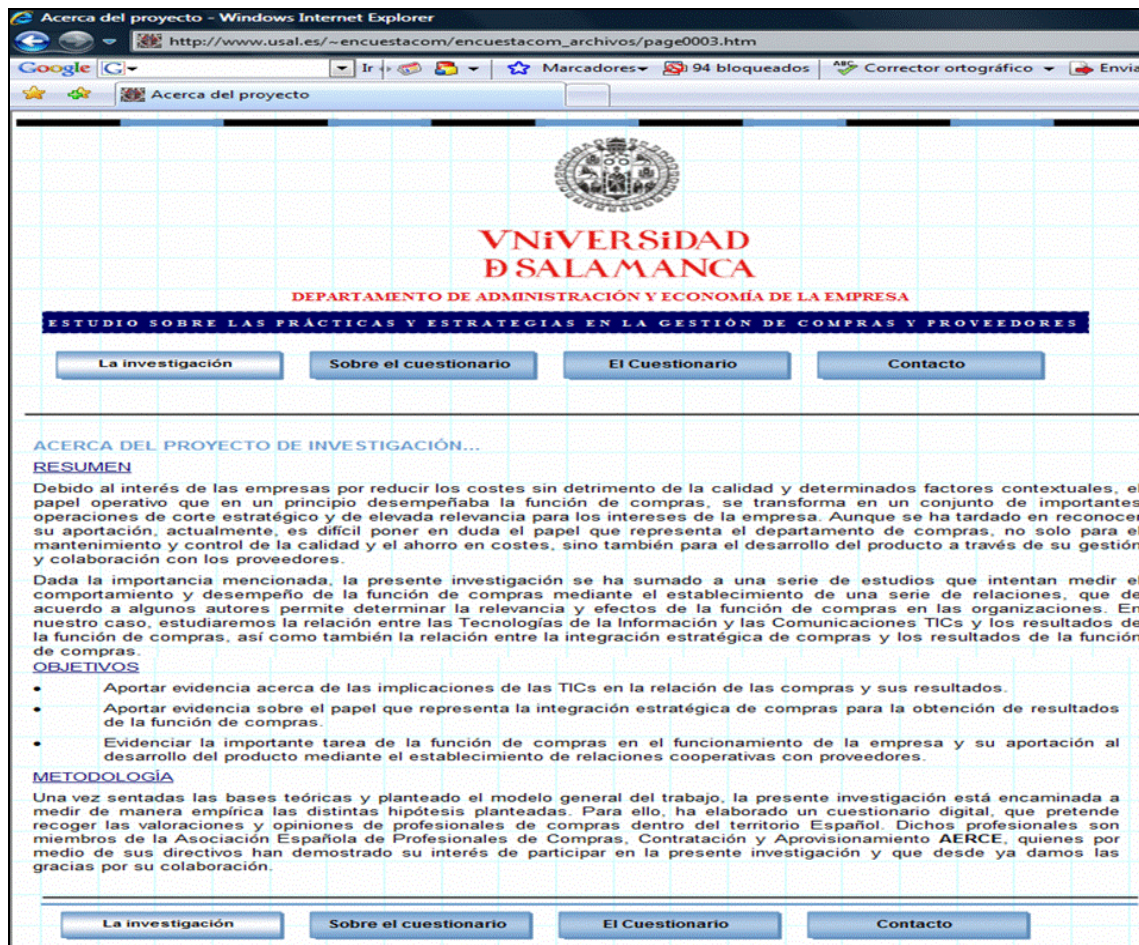 Acerca del proyecto - Windows Internet Explorer
http://www.usal.es/~encuestacom/encuestacom_archivos/page0003.htm
Google G Ir Marcadores 94 bloqueados ABC Corrector ortográfico Envia
Acerca del proyecto
VNiVERSiDAD
Ð SALAMANCA
DEPARTAMENTO DE ADMINISTRACIÓN Y ECONOMÍA DE LA EMPRESA
ESTUDIO SOBRE LAS PRÁCTICAS Y ESTRATEGIAS EN LA GESTIÓN DE COMPRAS Y PROVEEDORES
La investigación Sobre el cuestionario El Cuestionario Contacto
ACERCA DEL PROYECTO DE INVESTIGACIÓN...
RESUMEN
Debido al interés de las empresas por reducir los costes sin detrimento de la calidad y determinados factores contextuales, el
papel operativo que en un principio desempeñaba la función de compras, se transforma en un conjunto de importantes
operaciones de corte estratégico y de elevada relevancia para los intereses de la empresa. Aunque se ha tardado en reconocer
su aportación, actualmente, es difícil poner en duda el papel que representa el departamento de compras, no solo para el
mantenimiento y control de la calidad y el ahorro en costes, sino también para el desarrollo del producto a través de su gestión
y colaboración con los proveedores.
Dada la importancia mencionada, la presente investigación se ha sumado a una serie de estudios que intentan medir el
comportamiento y desempeño de la función de compras mediante el establecimiento de una serie de relaciones, que de
acuerdo a algunos autores permite determinar la relevancia y efectos de la función de compras en las organizaciones. En
nuestro caso, estudiaremos la relación entre las Tecnologías de la Información y las Comunicaciones TICs y los resultados de
la función de compras, así como también la relación entre la integración estratégica de compras y los resultados de la función
de compras.
OBJETIVOS
• Aportar evidencia acerca de las implicaciones de las TICs en la relación de las compras y sus resultados.
• Aportar evidencia sobre el papel que representa la integración estratégica de compras para la obtención de resultados
de la función de compras.
• Evidenciar la importante tarea de la función de compras en el funcionamiento de la empresa y su aportación al
desarrollo del producto mediante el establecimiento de relaciones cooperativas con proveedores.
METODOLOGÍA
Una vez sentadas las bases teóricas y planteado el modelo general del trabajo, la presente investigación está encaminada a
medir de manera empírica las distintas hipótesis planteadas. Para ello, ha elaborado un cuestionario digital, que pretende
recoger las valoraciones y opiniones de profesionales de compras dentro del territorio Español. Dichos profesionales son
miembros de la Asociación Española de Profesionales de Compras, Contratación y Aprovisionamiento AERCE, quienes por
medio de sus directivos han demostrado su interés de participar en la presente investigación y que desde ya damos las
gracias por su colaboración.
La investigación Sobre el cuestionario El Cuestionario Contacto